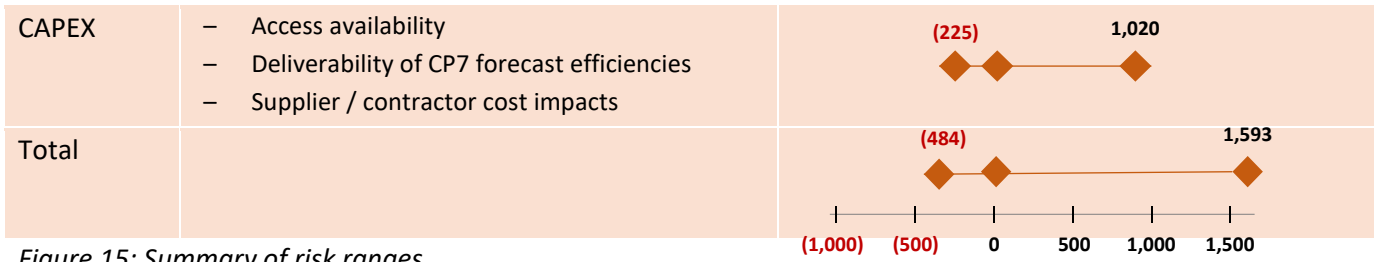 CAPEX
– Access availability
– Deliverability of CP7 forecast efficiencies
– Supplier / contractor cost impacts
(225) 1,020
Total
(484) 1,593
(1,000) (500) 0 500 1,000 1,500
Figure 15: Summary of risk ranges